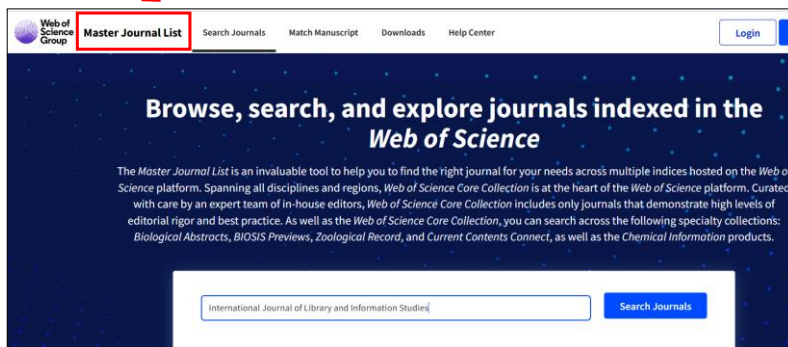 Web of
Science
Group
Master Journal List Search Journals Match Manuscript Downloads Help Center Login
Browse, search, and explore journals indexed in the
Web of Science
The Master Journal List is an invaluable tool to help you to find the right journal for your needs across multiple indices hosted on the Web o
Science platform. Spanning all disciplines and regions, Web of Science Core Collection is at the heart of the Web of Science platform. Curated
with care by an expert team of in-house editors, Web of Science Core Collection includes only journals that demonstrate high levels of
editorial rigor and best practice. As well as the Web of Science Core Collection, you can search across the following specialty collections:
Biological Abstracts, BIOSIS Previews, Zoological Record, and Current Contents Connect, as well as the Chemical Information products.
International Journal of Library and Information Studies Search Journals